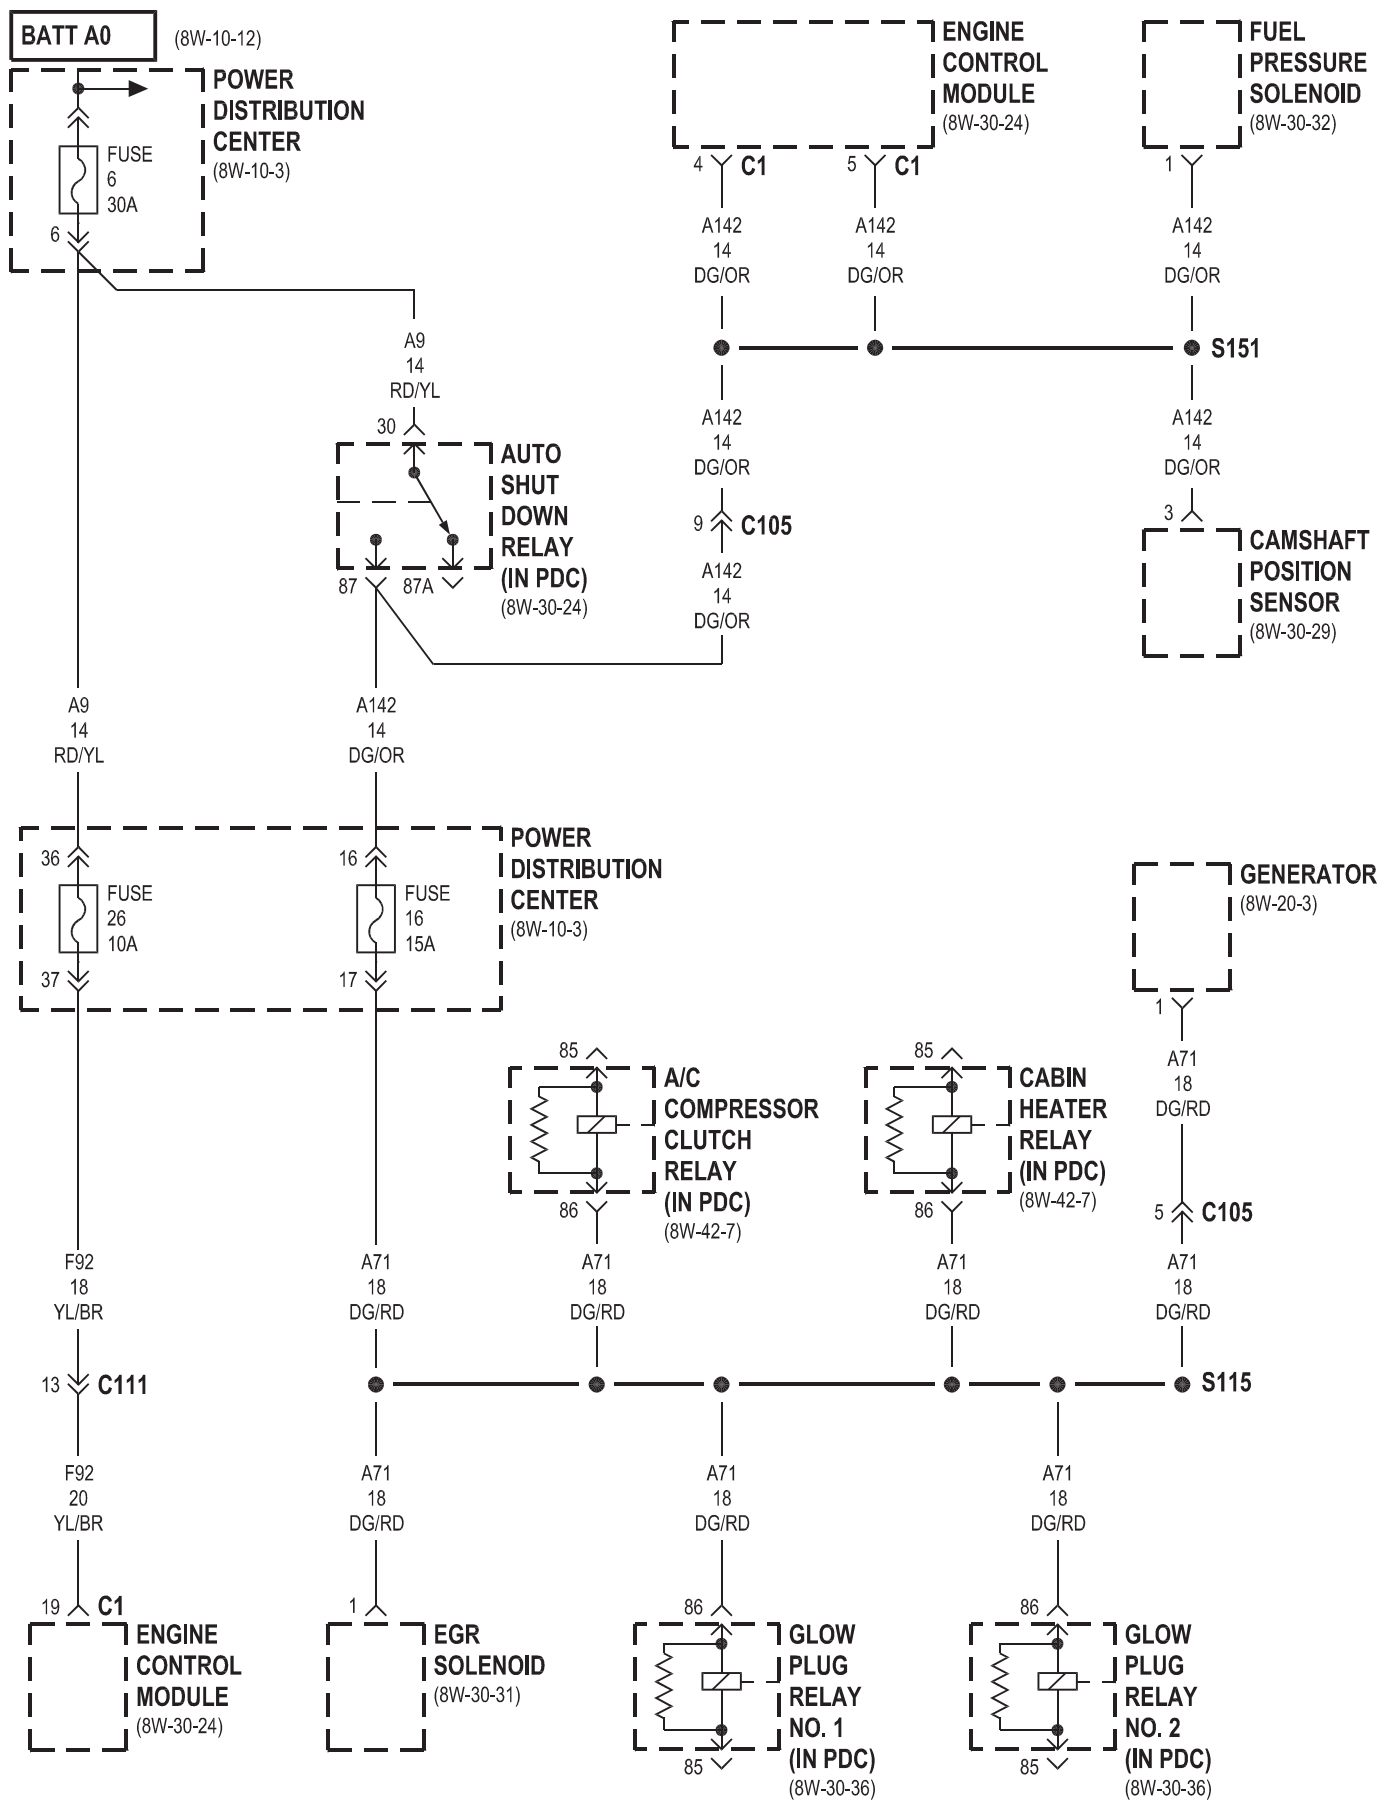 BATT A0
(8W-10-12)
POWER
DISTRIBUTION
CENTER
(8W-10-3)
FUSE
6
30A
6
ENGINE
CONTROL
MODULE
(8W-30-24)
4
C1
5
C1
FUEL
PRESSURE
SOLENOID
(8W-30-32)
1
A142
14
DG/OR
A142
14
DG/OR
A142
14
DG/OR
S151
A9
14
RD/YL
30
AUTO
SHUT
DOWN
RELAY
(IN PDC)
(8W-30-24)
87
87A
A142
14
DG/OR
9
C105
A142
14
DG/OR
A142
14
DG/OR
3
CAMSHAFT
POSITION
SENSOR
(8W-30-29)
A9
14
RD/YL
A142
14
DG/OR
POWER
DISTRIBUTION
CENTER
(8W-10-3)
36
FUSE
26
10A
37
16
FUSE
16
15A
17
GENERATOR
(8W-20-3)
1
A71
18
DG/RD
5
C105
85
A/C
COMPRESSOR
CLUTCH
RELAY
(IN PDC)
(8W-42-7)
86
85
CABIN
HEATER
RELAY
(IN PDC)
(8W-42-7)
86
F92
18
YL/BR
A71
18
DG/RD
A71
18
DG/RD
A71
18
DG/RD
A71
18
DG/RD
13
C111
S115
F92
20
YL/BR
A71
18
DG/RD
A71
18
DG/RD
A71
18
DG/RD
19
C1
ENGINE
CONTROL
MODULE
(8W-30-24)
1
EGR
SOLENOID
(8W-30-31)
86
GLOW
PLUG
RELAY
NO. 1
(IN PDC)
(8W-30-36)
85
86
GLOW
PLUG
RELAY
NO. 2
(IN PDC)
(8W-30-36)
85